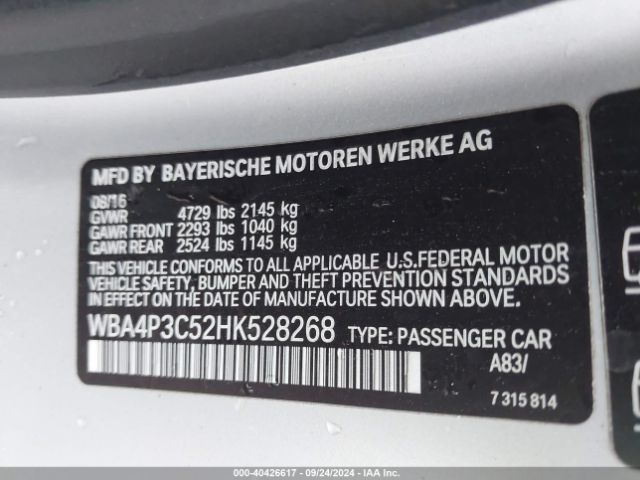 MFD BY BAYERISCHE MOTOREN WERKE AG
08/16
GVWR 4729 lbs 2145 kg
GAWR FRONT 2293 lbs 1040 kg
GAWR REAR 2524 lbs 1145 kg
THIS VEHICLE CONFORMS TO ALL APPLICABLE U.S.FEDERAL MOTOR
VEHICLE SAFETY, BUMPER AND THEFT PREVENTION STANDARDS
IN EFFECT ON THE DATE OF MANUFACTURE SHOWN ABOVE.
WBA4P3C52HK528268 TYPE: PASSENGER CAR
A83/
7 315 814
000-40426617 - 09/24/2024 - IAA Inc.